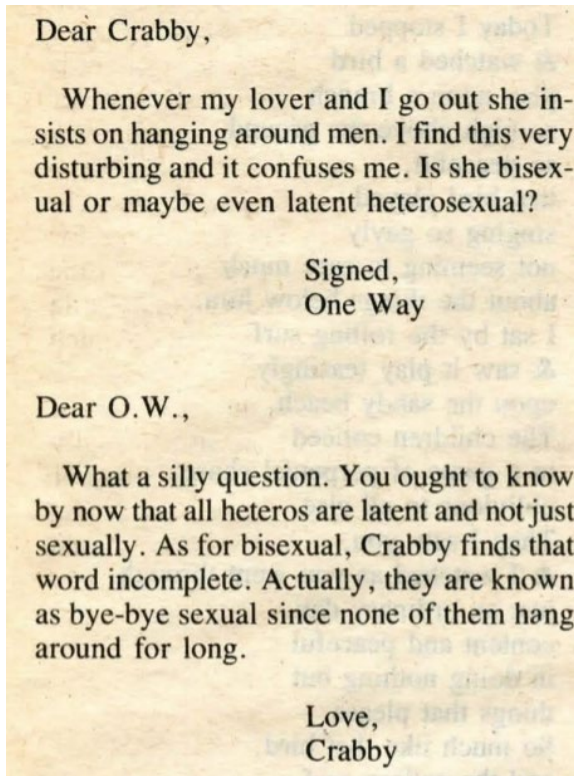 Dear Crabby,
Whenever my lover and I go out she in-
sists on hanging around men. I find this very
disturbing and it confuses me. Is she bisex-
ual or maybe even latent heterosexual?
Signed,
One Way
Dear O.W.,
What a silly question. You ought to know
by now that all heteros are latent and not just
sexually. As for bisexual, Crabby finds that
word incomplete. Actually, they are known
as bye-bye sexual since none of them hang
around for long.
Love,
Crabby